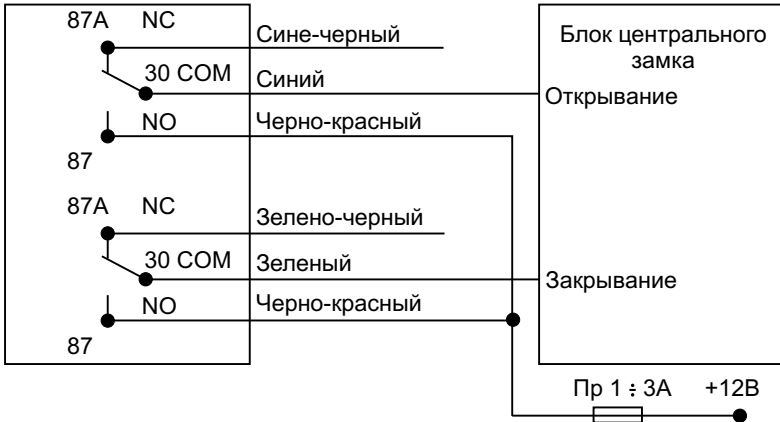 87A NC
Сине-черный
30 COM
Синий
NO
Черно-красный
87
87A NC
Зелено-черный
30 COM
Зеленый
NO
Черно-красный
87
Блок центрального
замка
Открывание
Закрывание
Пр 1 ÷ 3А +12В